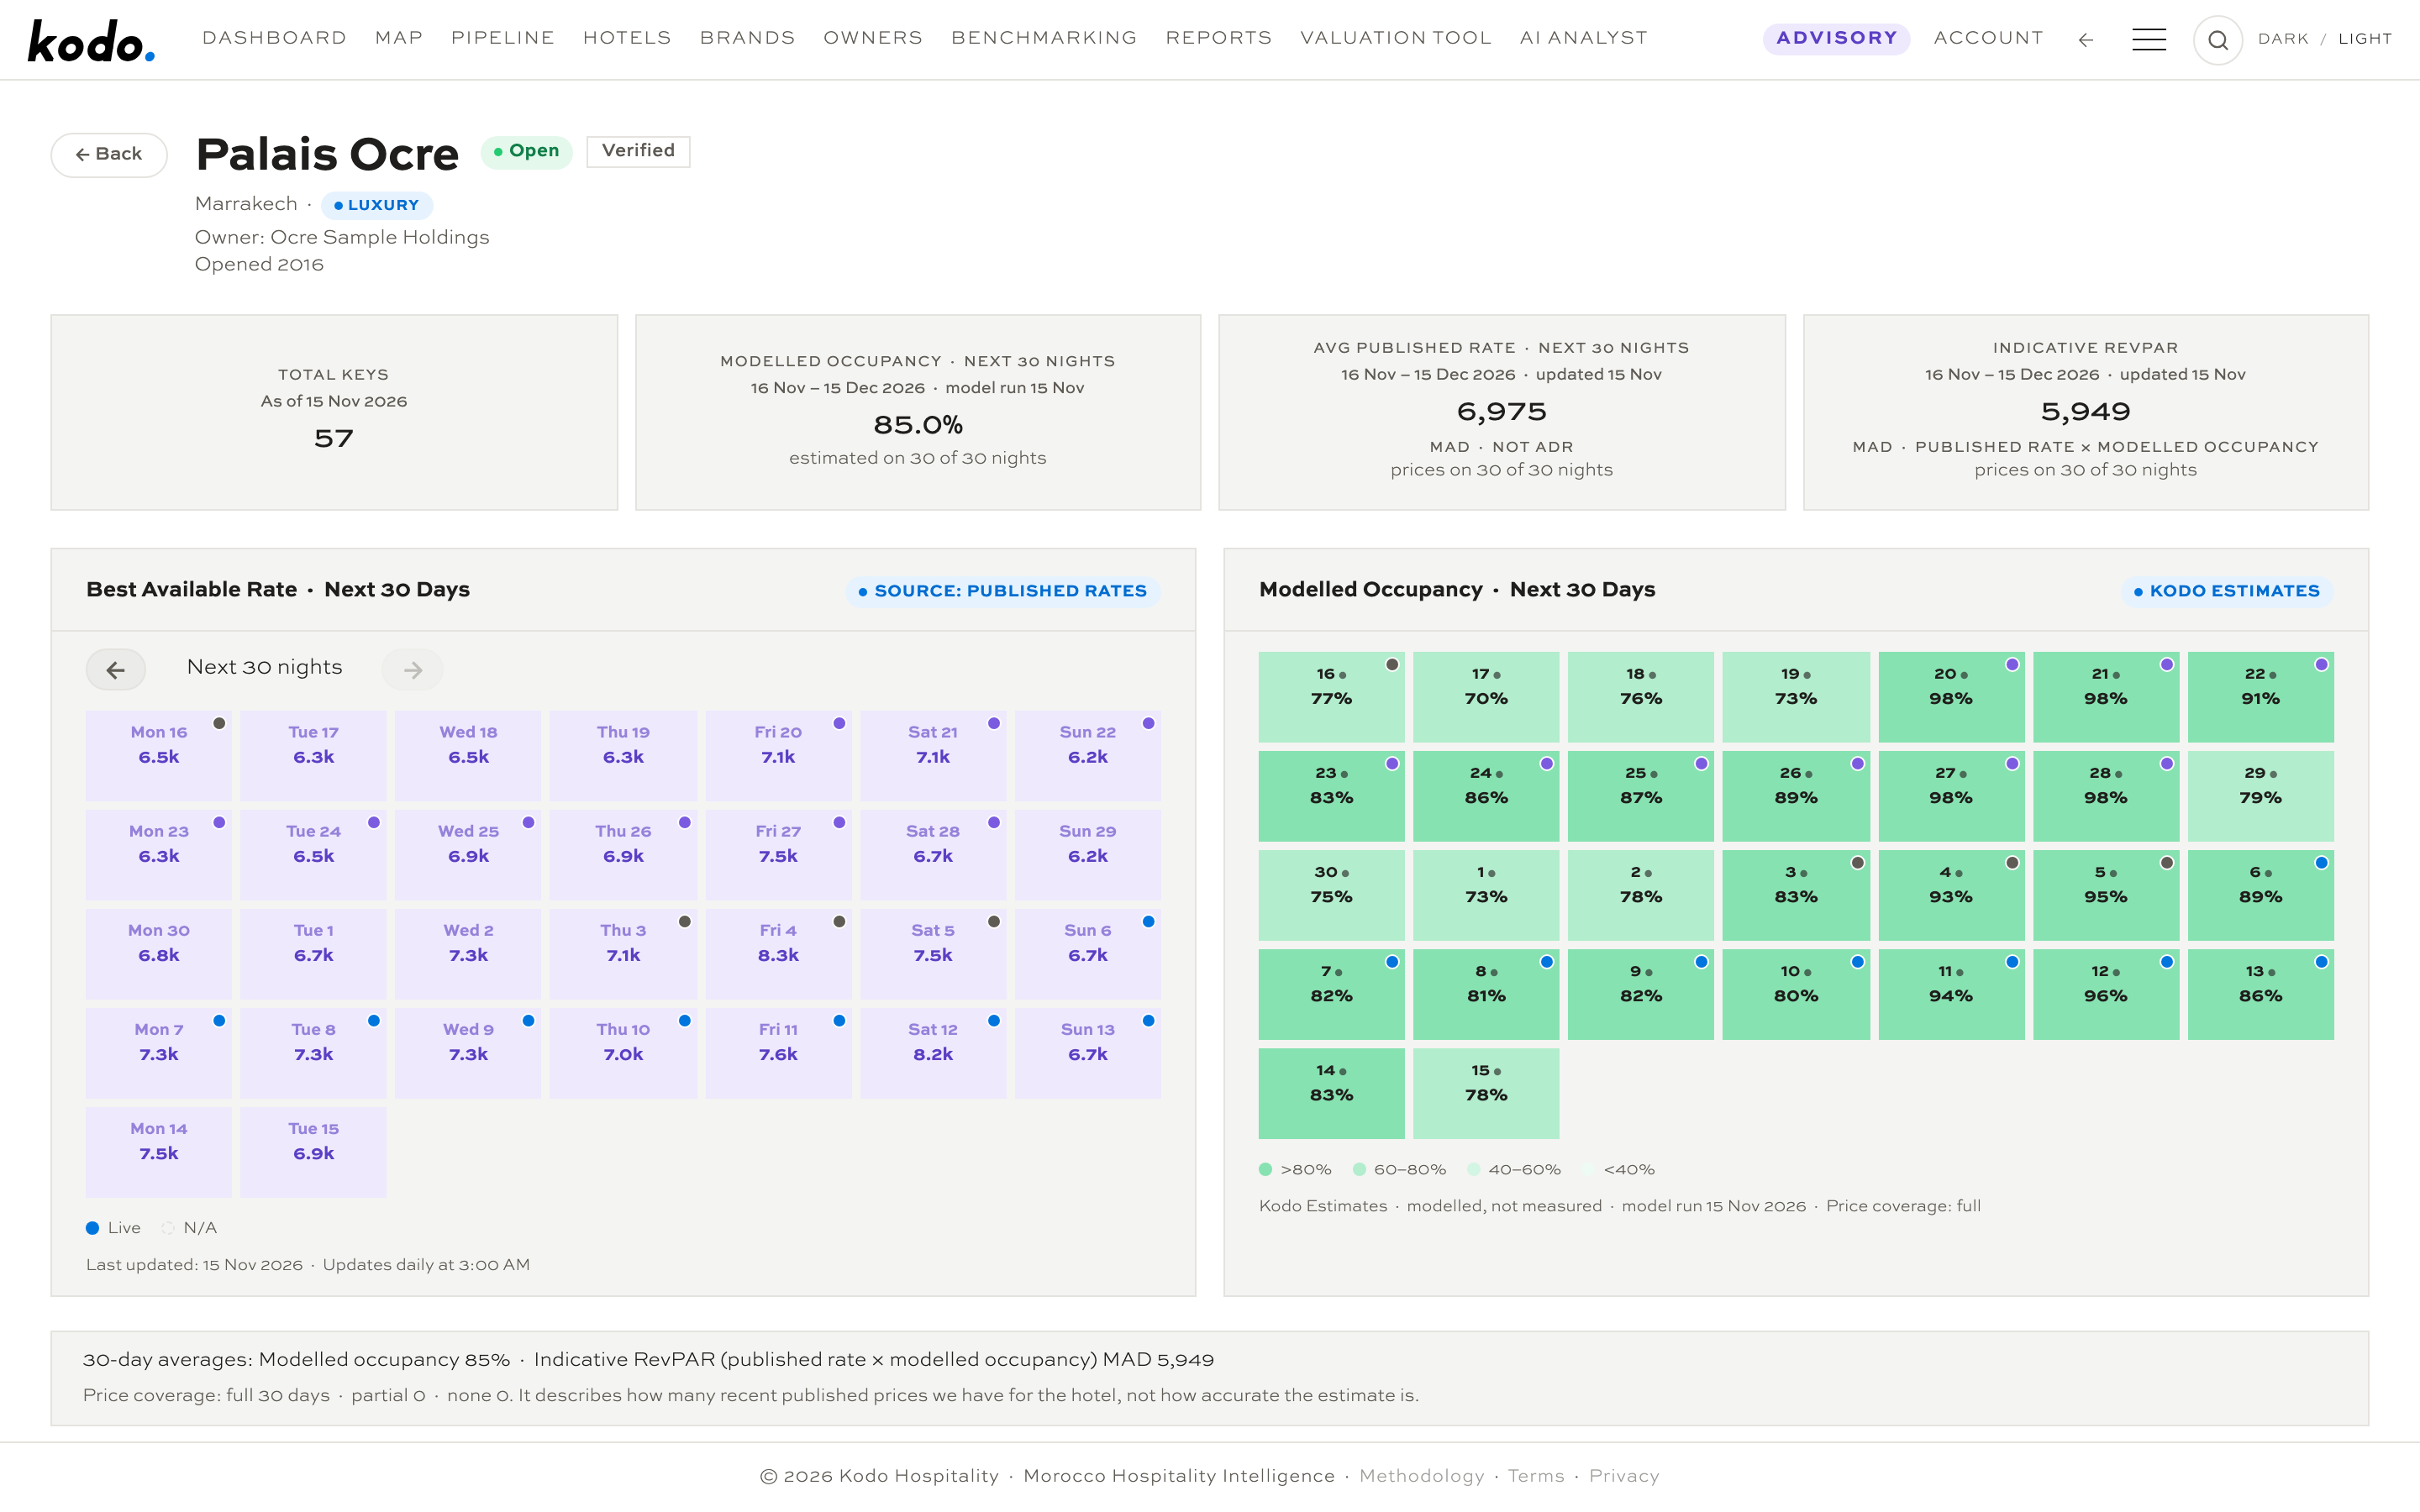 kodo. DASHBOARD MAP PIPELINE HOTELS BRANDS OWNERS BENCHMARKING REPORTS VALUATION TOOL AI ANALYST ADVISORY ACCOUNT ← DARK / LIGHT
← Back Palais Ocre Open Verified
Marrakech · LUXURY
Owner: Ocre Sample Holdings
Opened 2016
TOTAL KEYS
As of 15 Nov 2026
57
MODELLED OCCUPANCY · NEXT 30 NIGHTS
16 Nov – 15 Dec 2026 · model run 15 Nov
85.0%
estimated on 30 of 30 nights
AVG PUBLISHED RATE · NEXT 30 NIGHTS
16 Nov – 15 Dec 2026 · updated 15 Nov
6,975
MAD · NOT ADR
prices on 30 of 30 nights
INDICATIVE REVPAR
16 Nov – 15 Dec 2026 · updated 15 Nov
5,949
MAD · PUBLISHED RATE × MODELLED OCCUPANCY
prices on 30 of 30 nights
Best Available Rate · Next 30 Days SOURCE: PUBLISHED RATES
← Next 30 nights →
Mon 16 Tue 17 Wed 18 Thu 19 Fri 20 Sat 21 Sun 22
6.5k 6.3k 6.5k 6.3k 7.1k 7.1k 6.2k
Mon 23 Tue 24 Wed 25 Thu 26 Fri 27 Sat 28 Sun 29
6.3k 6.5k 6.9k 6.9k 7.5k 6.7k 6.2k
Mon 30 Tue 1 Wed 2 Thu 3 Fri 4 Sat 5 Sun 6
6.8k 6.7k 7.3k 7.1k 8.3k 7.5k 6.7k
Mon 7 Tue 8 Wed 9 Thu 10 Fri 11 Sat 12 Sun 13
7.3k 7.3k 7.3k 7.0k 7.6k 8.2k 6.7k
Mon 14 Tue 15
7.5k 6.9k
Live N/A
Last updated: 15 Nov 2026 · Updates daily at 3:00 AM
Modelled Occupancy · Next 30 Days KODO ESTIMATES
16 17 18 19 20 21 22
77% 70% 76% 73% 98% 98% 91%
23 24 25 26 27 28 29
83% 86% 87% 89% 98% 98% 79%
30 1 2 3 4 5 6
75% 73% 78% 83% 93% 95% 89%
7 8 9 10 11 12 13
82% 81% 82% 80% 94% 96% 86%
14 15
83% 78%
>80% 60–80% 40–60% <40%
Kodo Estimates · modelled, not measured · model run 15 Nov 2026 · Price coverage: full
30-day averages: Modelled occupancy 85% · Indicative RevPAR (published rate × modelled occupancy) MAD 5,949
Price coverage: full 30 days · partial 0 · none 0. It describes how many recent published prices we have for the hotel, not how accurate the estimate is.
© 2026 Kodo Hospitality · Morocco Hospitality Intelligence · Methodology · Terms · Privacy